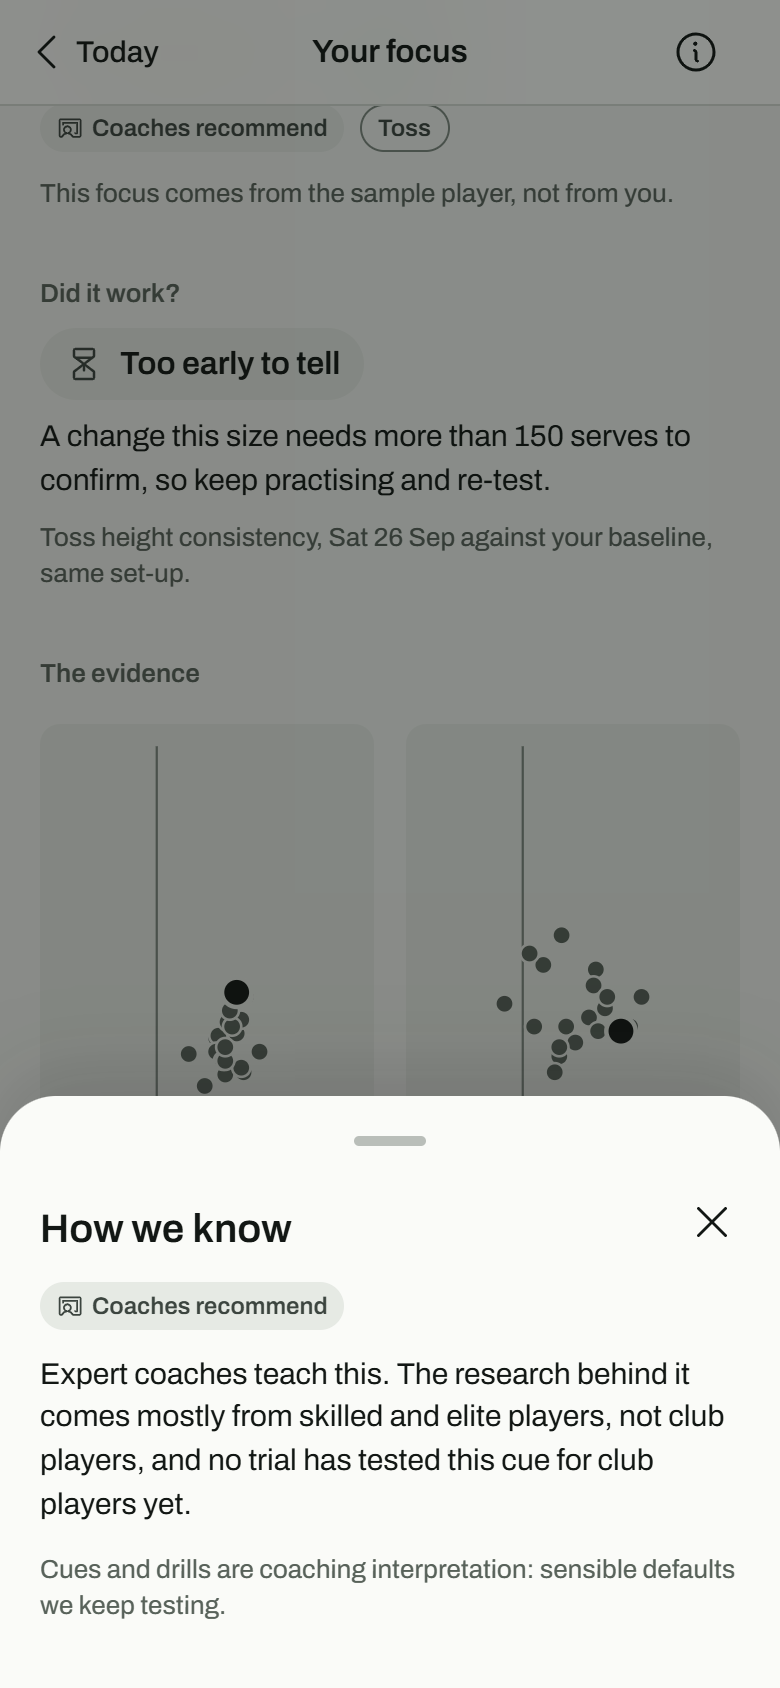 Today
Your focus
Coaches recommend
Toss
This focus comes from the sample player, not from you.
Did it work?
Too early to tell
A change this size needs more than 150 serves to
confirm, so keep practising and re-test.
Toss height consistency, Sat 26 Sep against your baseline,
same set-up.
The evidence
How we know
Coaches recommend
Expert coaches teach this. The research behind it
comes mostly from skilled and elite players, not club
players, and no trial has tested this cue for club
players yet.
Cues and drills are coaching interpretation: sensible defaults
we keep testing.